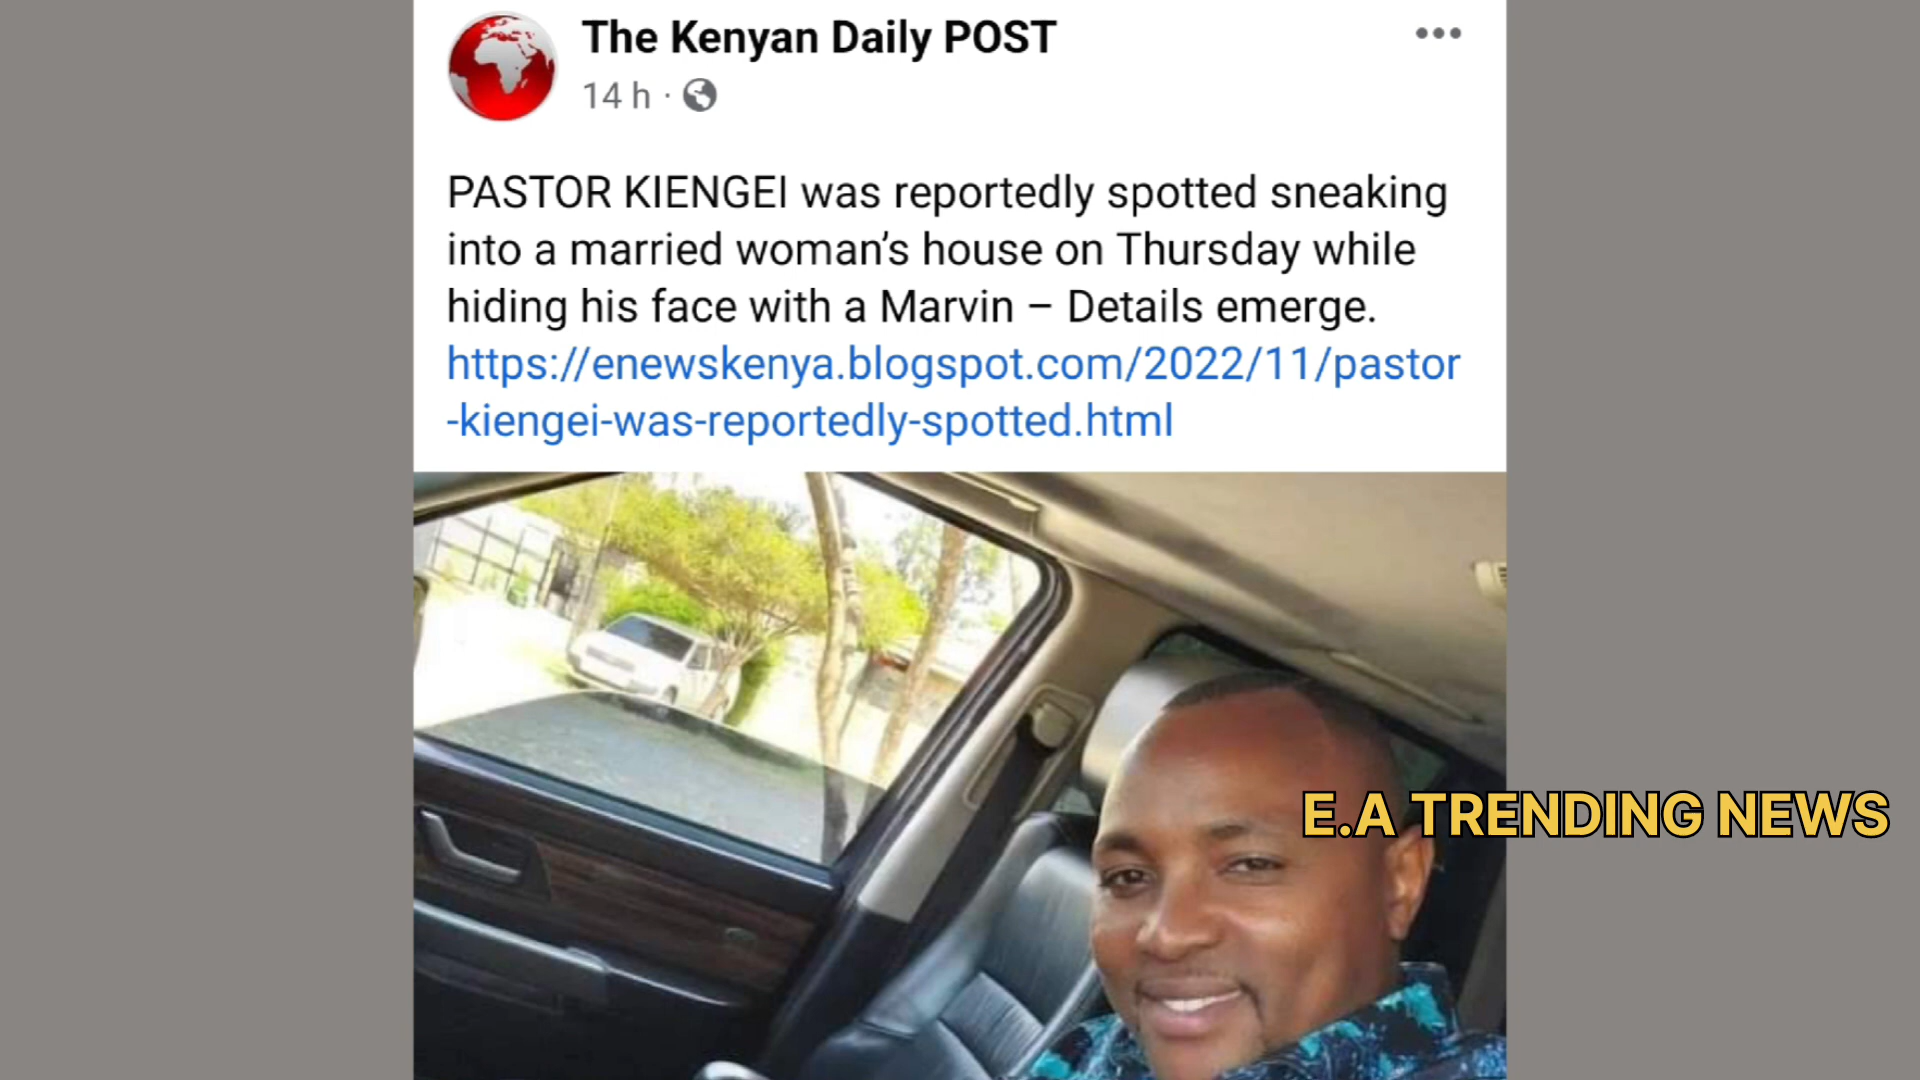 The Kenyan Daily POST
14 h ·
PASTOR KIENGEI was reportedly spotted sneaking
into a married woman’s house on Thursday while
hiding his face with a Marvin – Details emerge.
https://enewskenya.blogspot.com/2022/11/pastor
-kiengei-was-reportedly-spotted.html
E.A TRENDING NEWS